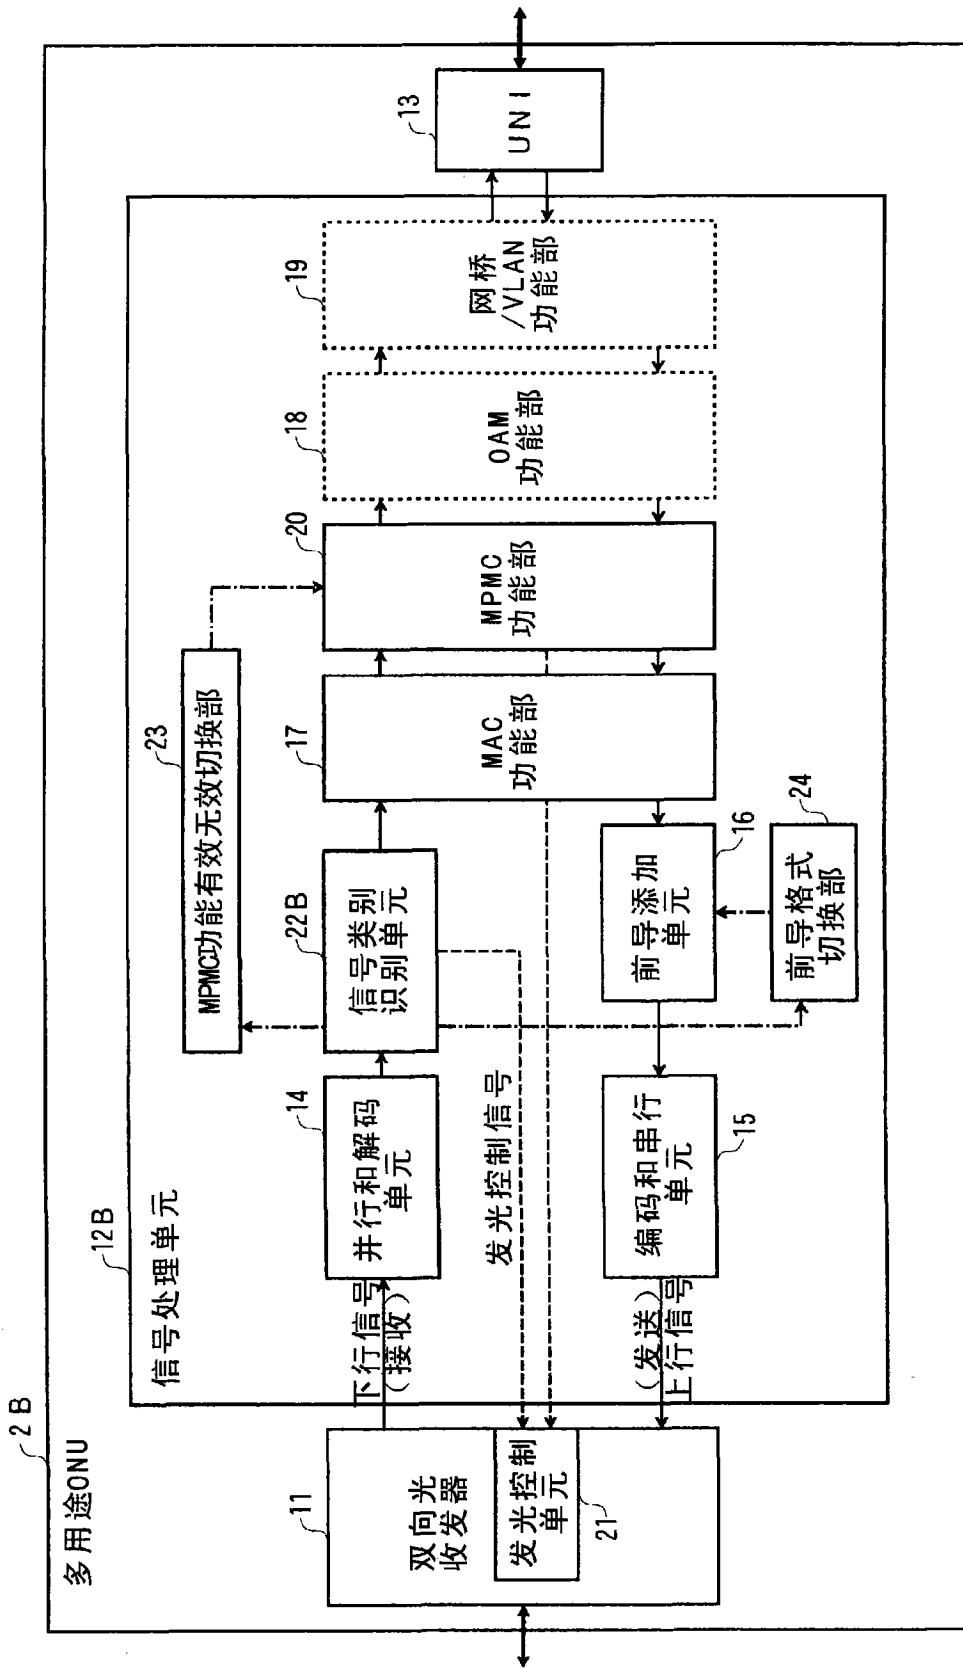 2B
多用途ONU
12B
信号处理单元
11
双向光
收发器
发光控制
单元
21
下行信号
(接收)
发光控制信号
(发送)
上行信号
14
并行和解码
单元
编码和串行
单元
15
22B
信号类别
识别单元
23
MPMC功能有效无效切换部
前导添加
单元
16
24
前导格式
切换部
17
MAC
功能部
20
MPMC
功能部
18
OAM
功能部
19
网桥
/VLAN
功能部
13
UNI